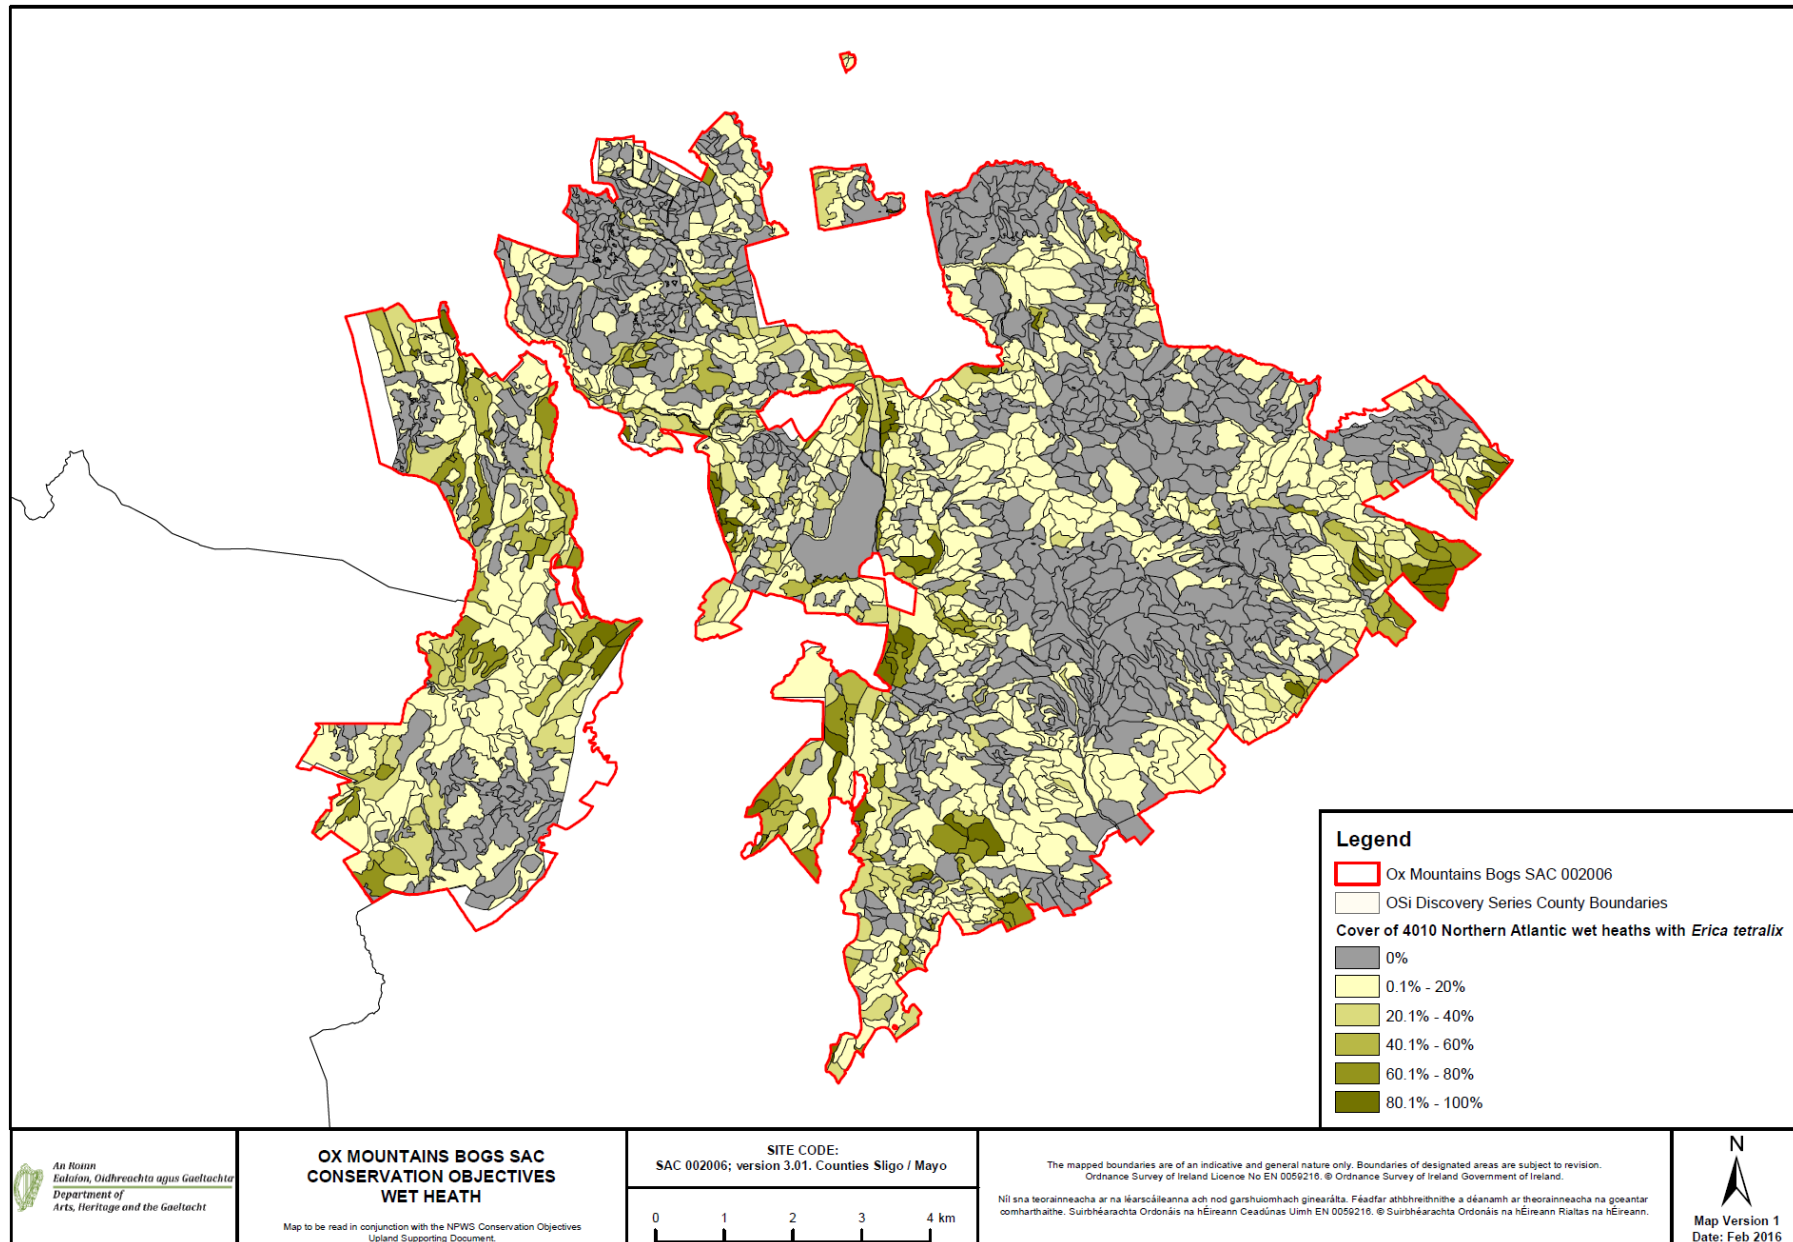 Legend
Ox Mountains Bogs SAC 002006
OSi Discovery Series County Boundaries
Cover of 4010 Northern Atlantic wet heaths with Erica tetralix
0%
0.1% - 20%
20.1% - 40%
40.1% - 60%
60.1% - 80%
80.1% - 100%
An Roinn
Ealaíon, Oidhreachta agus Gaeltachta
Department of
Arts, Heritage and the Gaeltacht
OX MOUNTAINS BOGS SAC
CONSERVATION OBJECTIVES
WET HEATH
Map to be read in conjunction with the NPWS Conservation Objectives
Upland Supporting Document.
SITE CODE:
SAC 002006; version 3.01. Counties Sligo / Mayo
0 1 2 3 4 km
The mapped boundaries are of an indicative and general nature only. Boundaries of designated areas are subject to revision.
Ordnance Survey of Ireland Licence No EN 0059216. © Ordnance Survey of Ireland Government of Ireland.
Níl sna teorainneacha ar na léarscáileanna ach nod garshuiomhach ginearálta. Féadfar athbhreithnithe a déanamh ar theorainneacha na gceantar
comharthaithe. Suirbhéarachta Ordonáis na hÉireann Ceadúnas Uimh EN 0059216. © Suirbhéarachta Ordonáis na hÉireann Rialtas na hÉireann.
N
Map Version 1
Date: Feb 2016